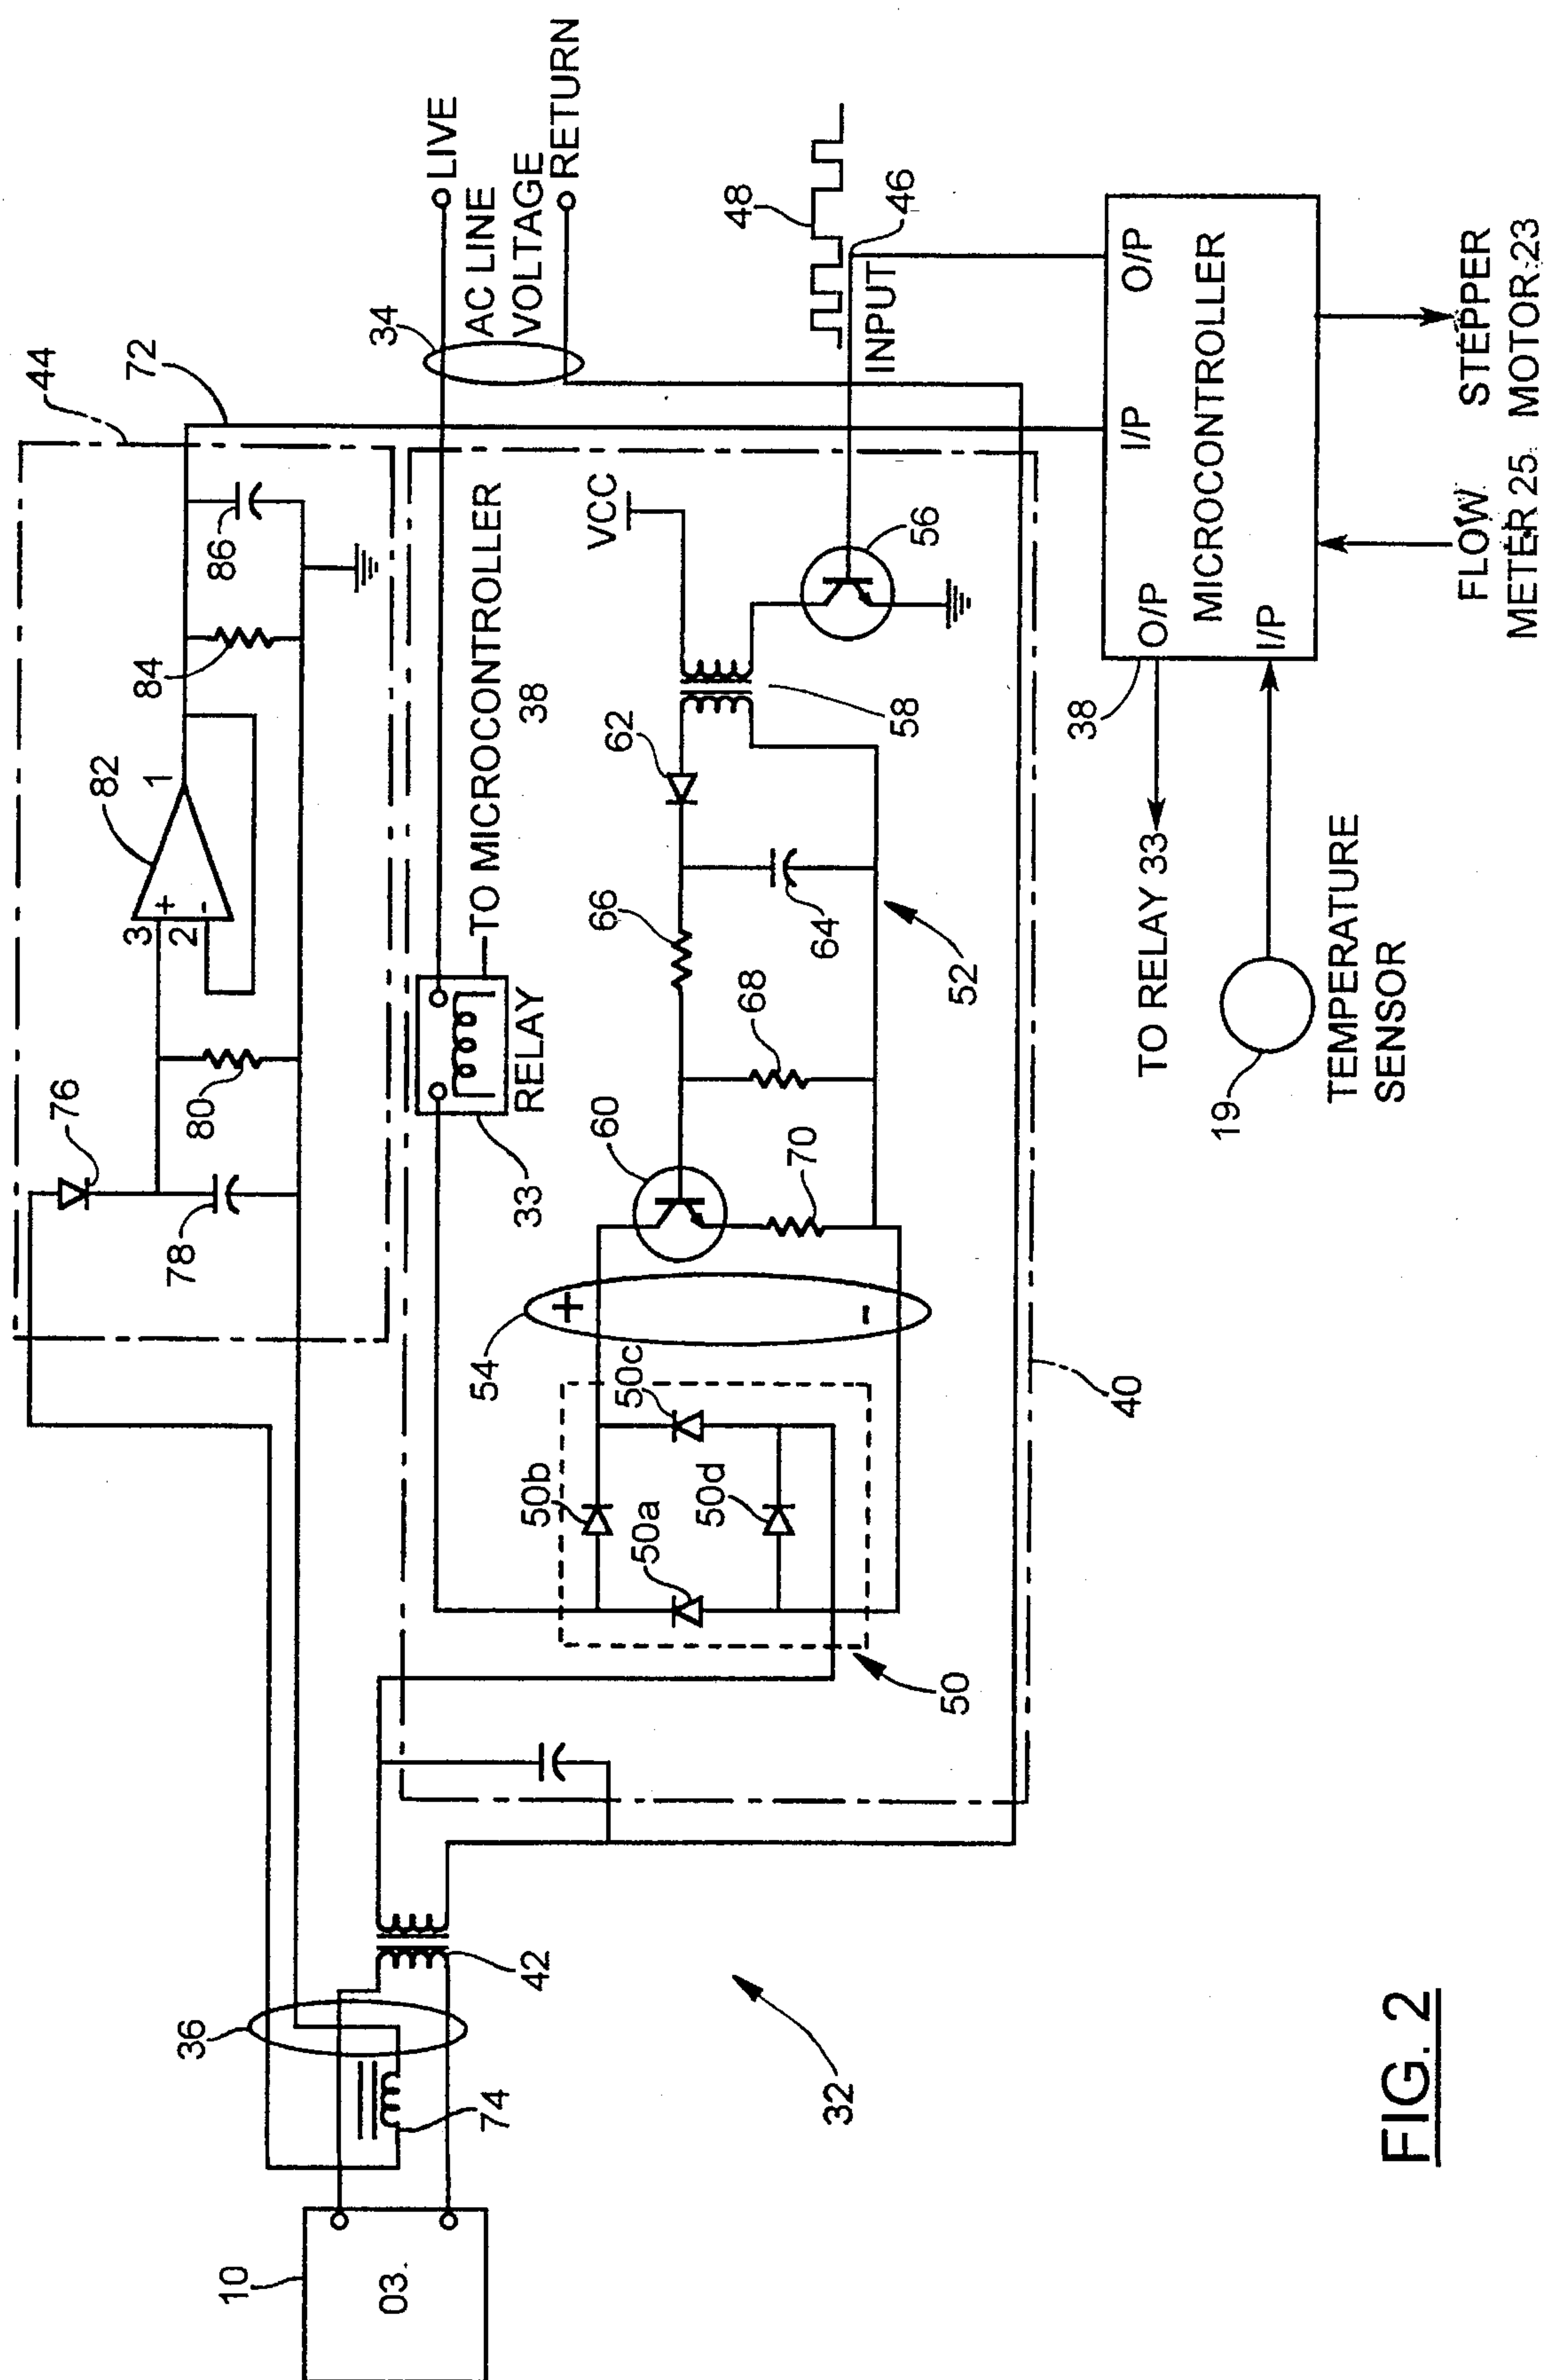 44
72
82
1
86
84
3
+
2
-
76
80
78
36
74
10
03.
42
32
34
LIVE
AC LINE
VOLTAGE
RETURN
TO MICROCONTROLLER
38
RELAY
33
VCC
48
46
INPUT
56
58
62
64
66
52
68
60
70
54
+
-
50c
50b
50a
50d
50
40
38
O/P
I/P
O/P
MICROCONTROLLER
I/P
TO RELAY 33
19
TEMPERATURE
SENSOR
FLOW
METER 25
STEPPER
MOTOR 23
FIG. 2